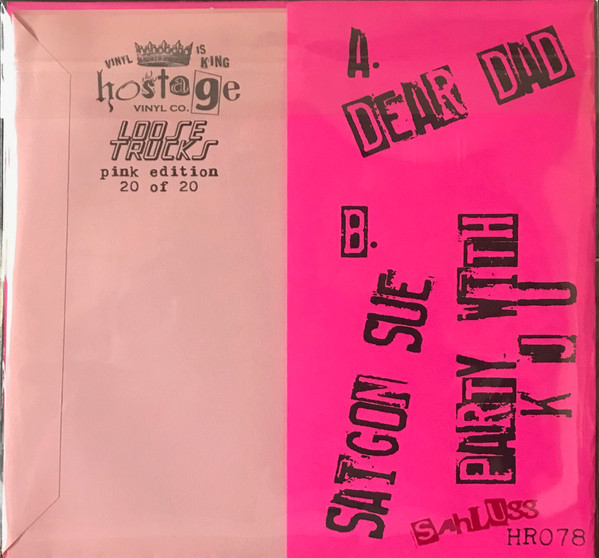 VINYL IS KING
hostage
VINYL CO.
LOOSE
TRUCKS
pink edition
20 of 20
A.
DEAR DAD
B.
SAIGON SUE
PARTY WITH
K J U
SahLUss
HR078